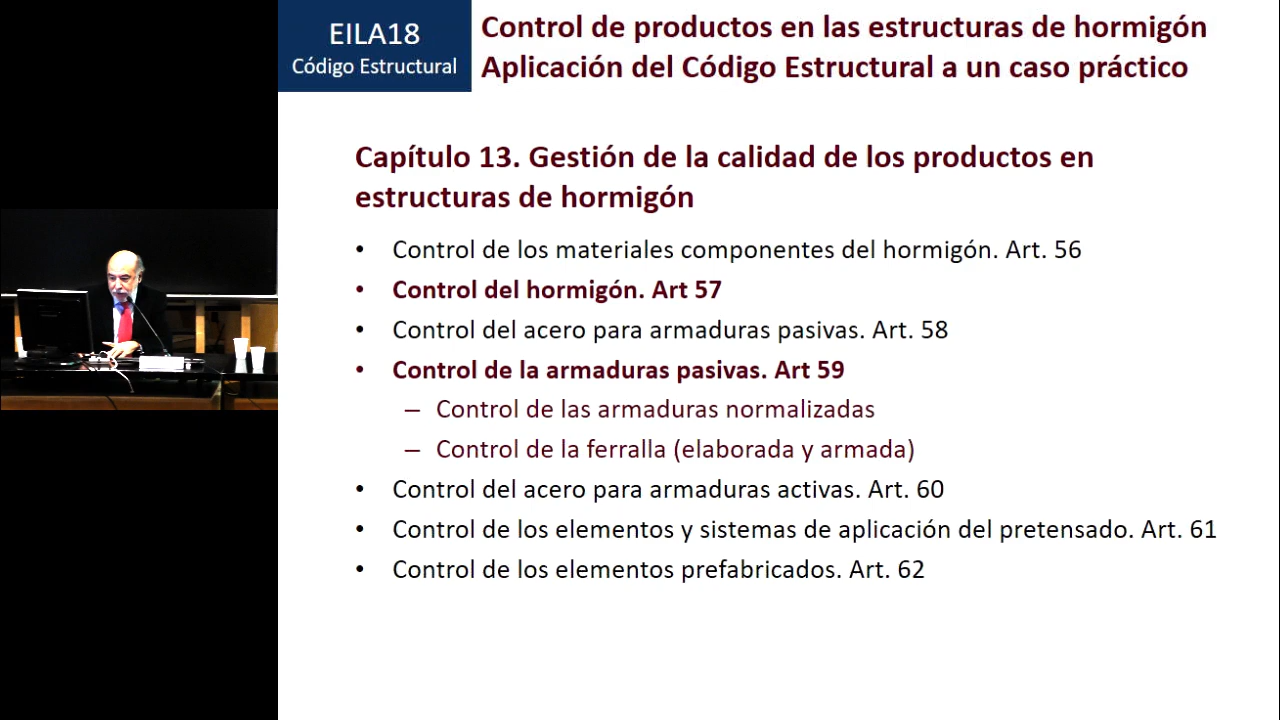 EILA18
Código Estructural
Control de productos en las estructuras de hormigón
Aplicación del Código Estructural a un caso práctico
Capítulo 13. Gestión de la calidad de los productos en
estructuras de hormigón
• Control de los materiales componentes del hormigón. Art. 56
• Control del hormigón. Art 57
• Control del acero para armaduras pasivas. Art. 58
• Control de la armaduras pasivas. Art 59
– Control de las armaduras normalizadas
– Control de la ferralla (elaborada y armada)
• Control del acero para armaduras activas. Art. 60
• Control de los elementos y sistemas de aplicación del pretensado. Art. 61
• Control de los elementos prefabricados. Art. 62